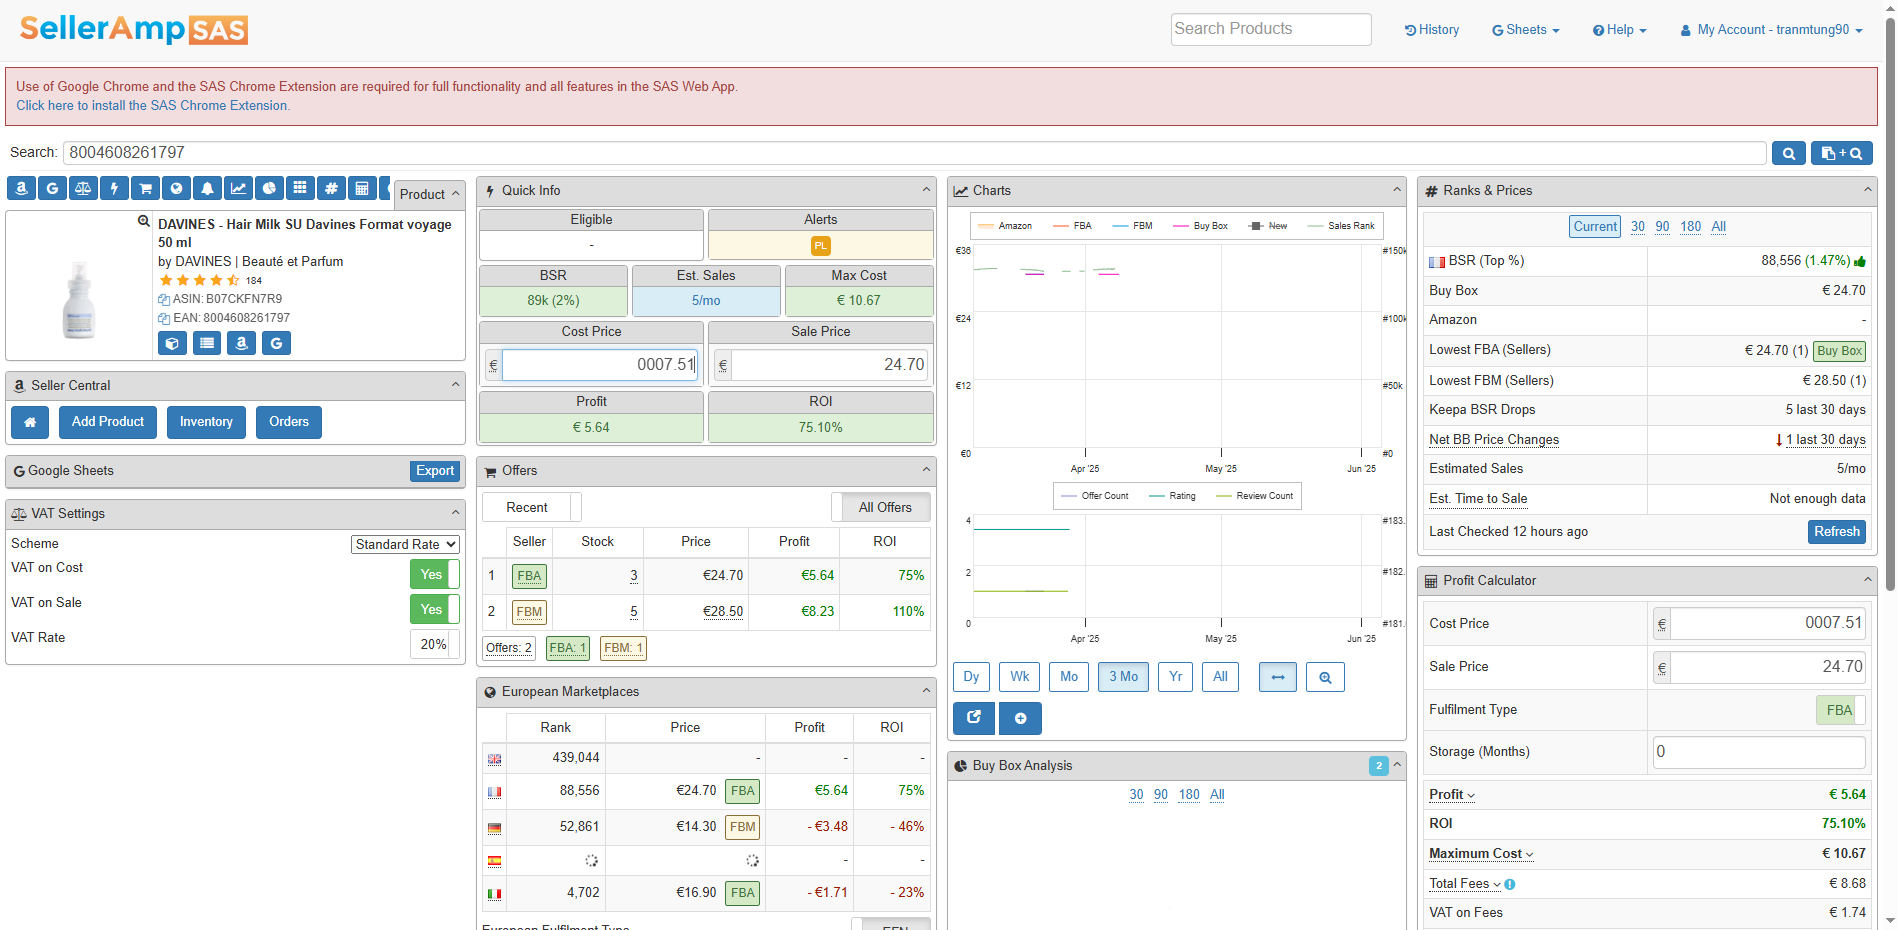 SellerAmp SAS
Search Products
History
Sheets
Help
My Account - tranmtung90
Use of Google Chrome and the SAS Chrome Extension are required for full functionality and all features in the SAS Web App.
Click here to install the SAS Chrome Extension.
Search: 8004608261797
Product
DAVINES - Hair Milk SU Davines Format voyage
50 ml
by DAVINES | Beauté et Parfum
184
ASIN: B07CKFN7R9
EAN: 8004608261797
Seller Central
Add Product Inventory Orders
Google Sheets Export
VAT Settings
Scheme Standard Rate
VAT on Cost Yes
VAT on Sale Yes
VAT Rate 20%
Quick Info
Eligible Alerts
- PL
BSR Est. Sales Max Cost
89k (2%) 5/mo € 10.67
Cost Price Sale Price
€ 0007.51 € 24.70
Profit ROI
€ 5.64 75.10%
Offers
Recent All Offers
Seller Stock Price Profit ROI
1 FBA 3 €24.70 €5.64 75%
2 FBM 5 €28.50 €8.23 110%
Offers: 2 FBA: 1 FBM: 1
European Marketplaces
Rank Price Profit ROI
439,044 - - -
88,556 €24.70 FBA €5.64 75%
52,861 €14.30 FBM - €3.48 - 46%
- -
4,702 €16.90 FBA - €1.71 - 23%
European Fulfilment Type EFN
Charts
Amazon FBA FBM Buy Box New Sales Rank
€36 #150k
€24 #100k
€12 #50k
€0 #0
Apr '25 May '25 Jun '25
Offer Count Rating Review Count
4 #183.
2 #182.
0 #181.
Apr '25 May '25 Jun '25
Dy Wk Mo 3 Mo Yr All
Buy Box Analysis 2
30 90 180 All
Ranks & Prices
Current 30 90 180 All
BSR (Top %) 88,556 (1.47%)
Buy Box € 24.70
Amazon -
Lowest FBA (Sellers) € 24.70 (1) Buy Box
Lowest FBM (Sellers) € 28.50 (1)
Keepa BSR Drops 5 last 30 days
Net BB Price Changes 1 last 30 days
Estimated Sales 5/mo
Est. Time to Sale Not enough data
Last Checked 12 hours ago Refresh
Profit Calculator
Cost Price € 0007.51
Sale Price € 24.70
Fulfilment Type FBA
Storage (Months) 0
Profit € 5.64
ROI 75.10%
Maximum Cost € 10.67
Total Fees € 8.68
VAT on Fees € 1.74